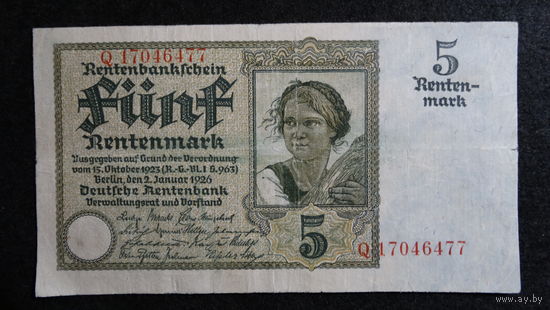 Q 17046477
Rentenbankschein
Fünf
Rentenmark
Ausgegeben auf Grund der Verordnung
vom 15. Oktober 1923 (R.-G.-Bl. I S. 963)
Berlin, den 2. Januar 1926
Deutsche Rentenbank
Verwaltungsrat und Vorstand
5
5
Renten-
mark
Q 17046477
ay.by